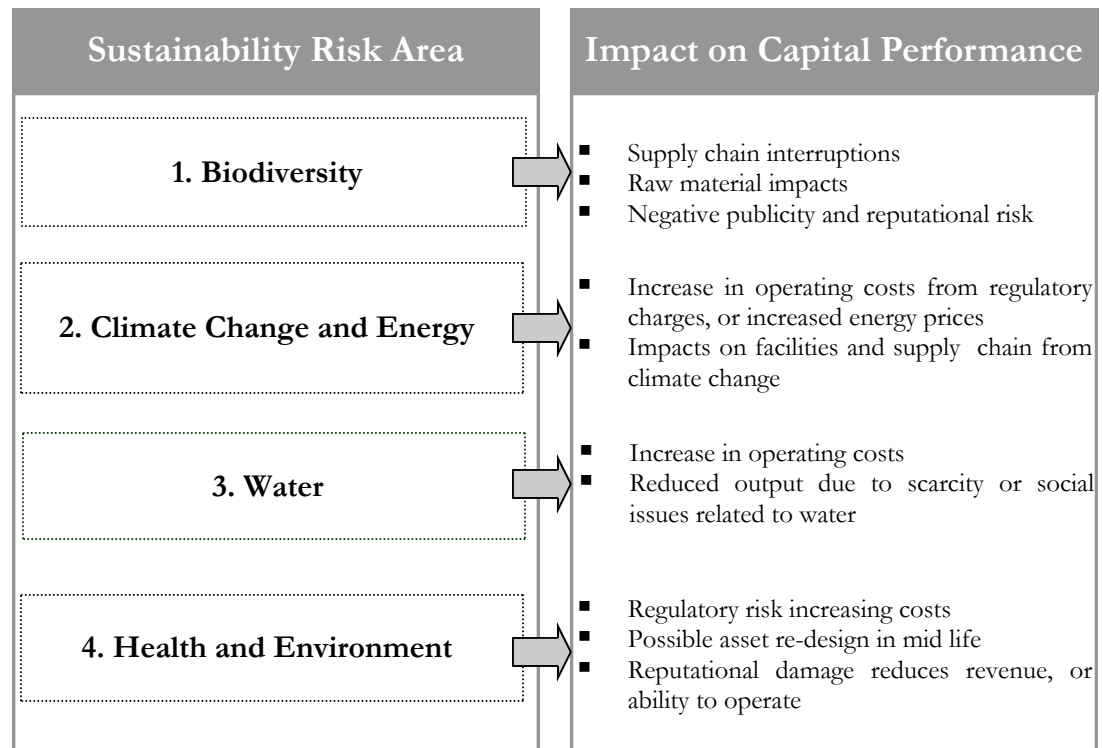 Sustainability Risk Area
Impact on Capital Performance
1. Biodiversity
▪ Supply chain interruptions
▪ Raw material impacts
▪ Negative publicity and reputational risk
2. Climate Change and Energy
▪ Increase in operating costs from regulatory
charges, or increased energy prices
▪ Impacts on facilities and supply chain from
climate change
3. Water
▪ Increase in operating costs
▪ Reduced output due to scarcity or social
issues related to water
4. Health and Environment
▪ Regulatory risk increasing costs
▪ Possible asset re-design in mid life
▪ Reputational damage reduces revenue, or
ability to operate